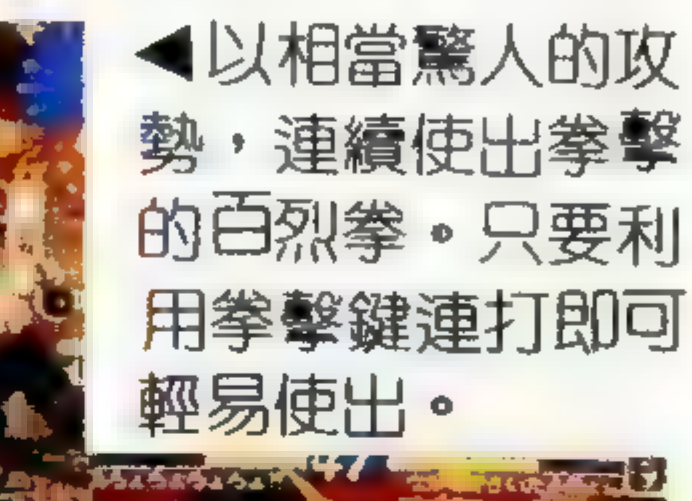 ◀以相當驚人的攻
勢，連續使出拳擊
的百烈拳。只要利
用拳擊鍵連打即可
輕易使出。